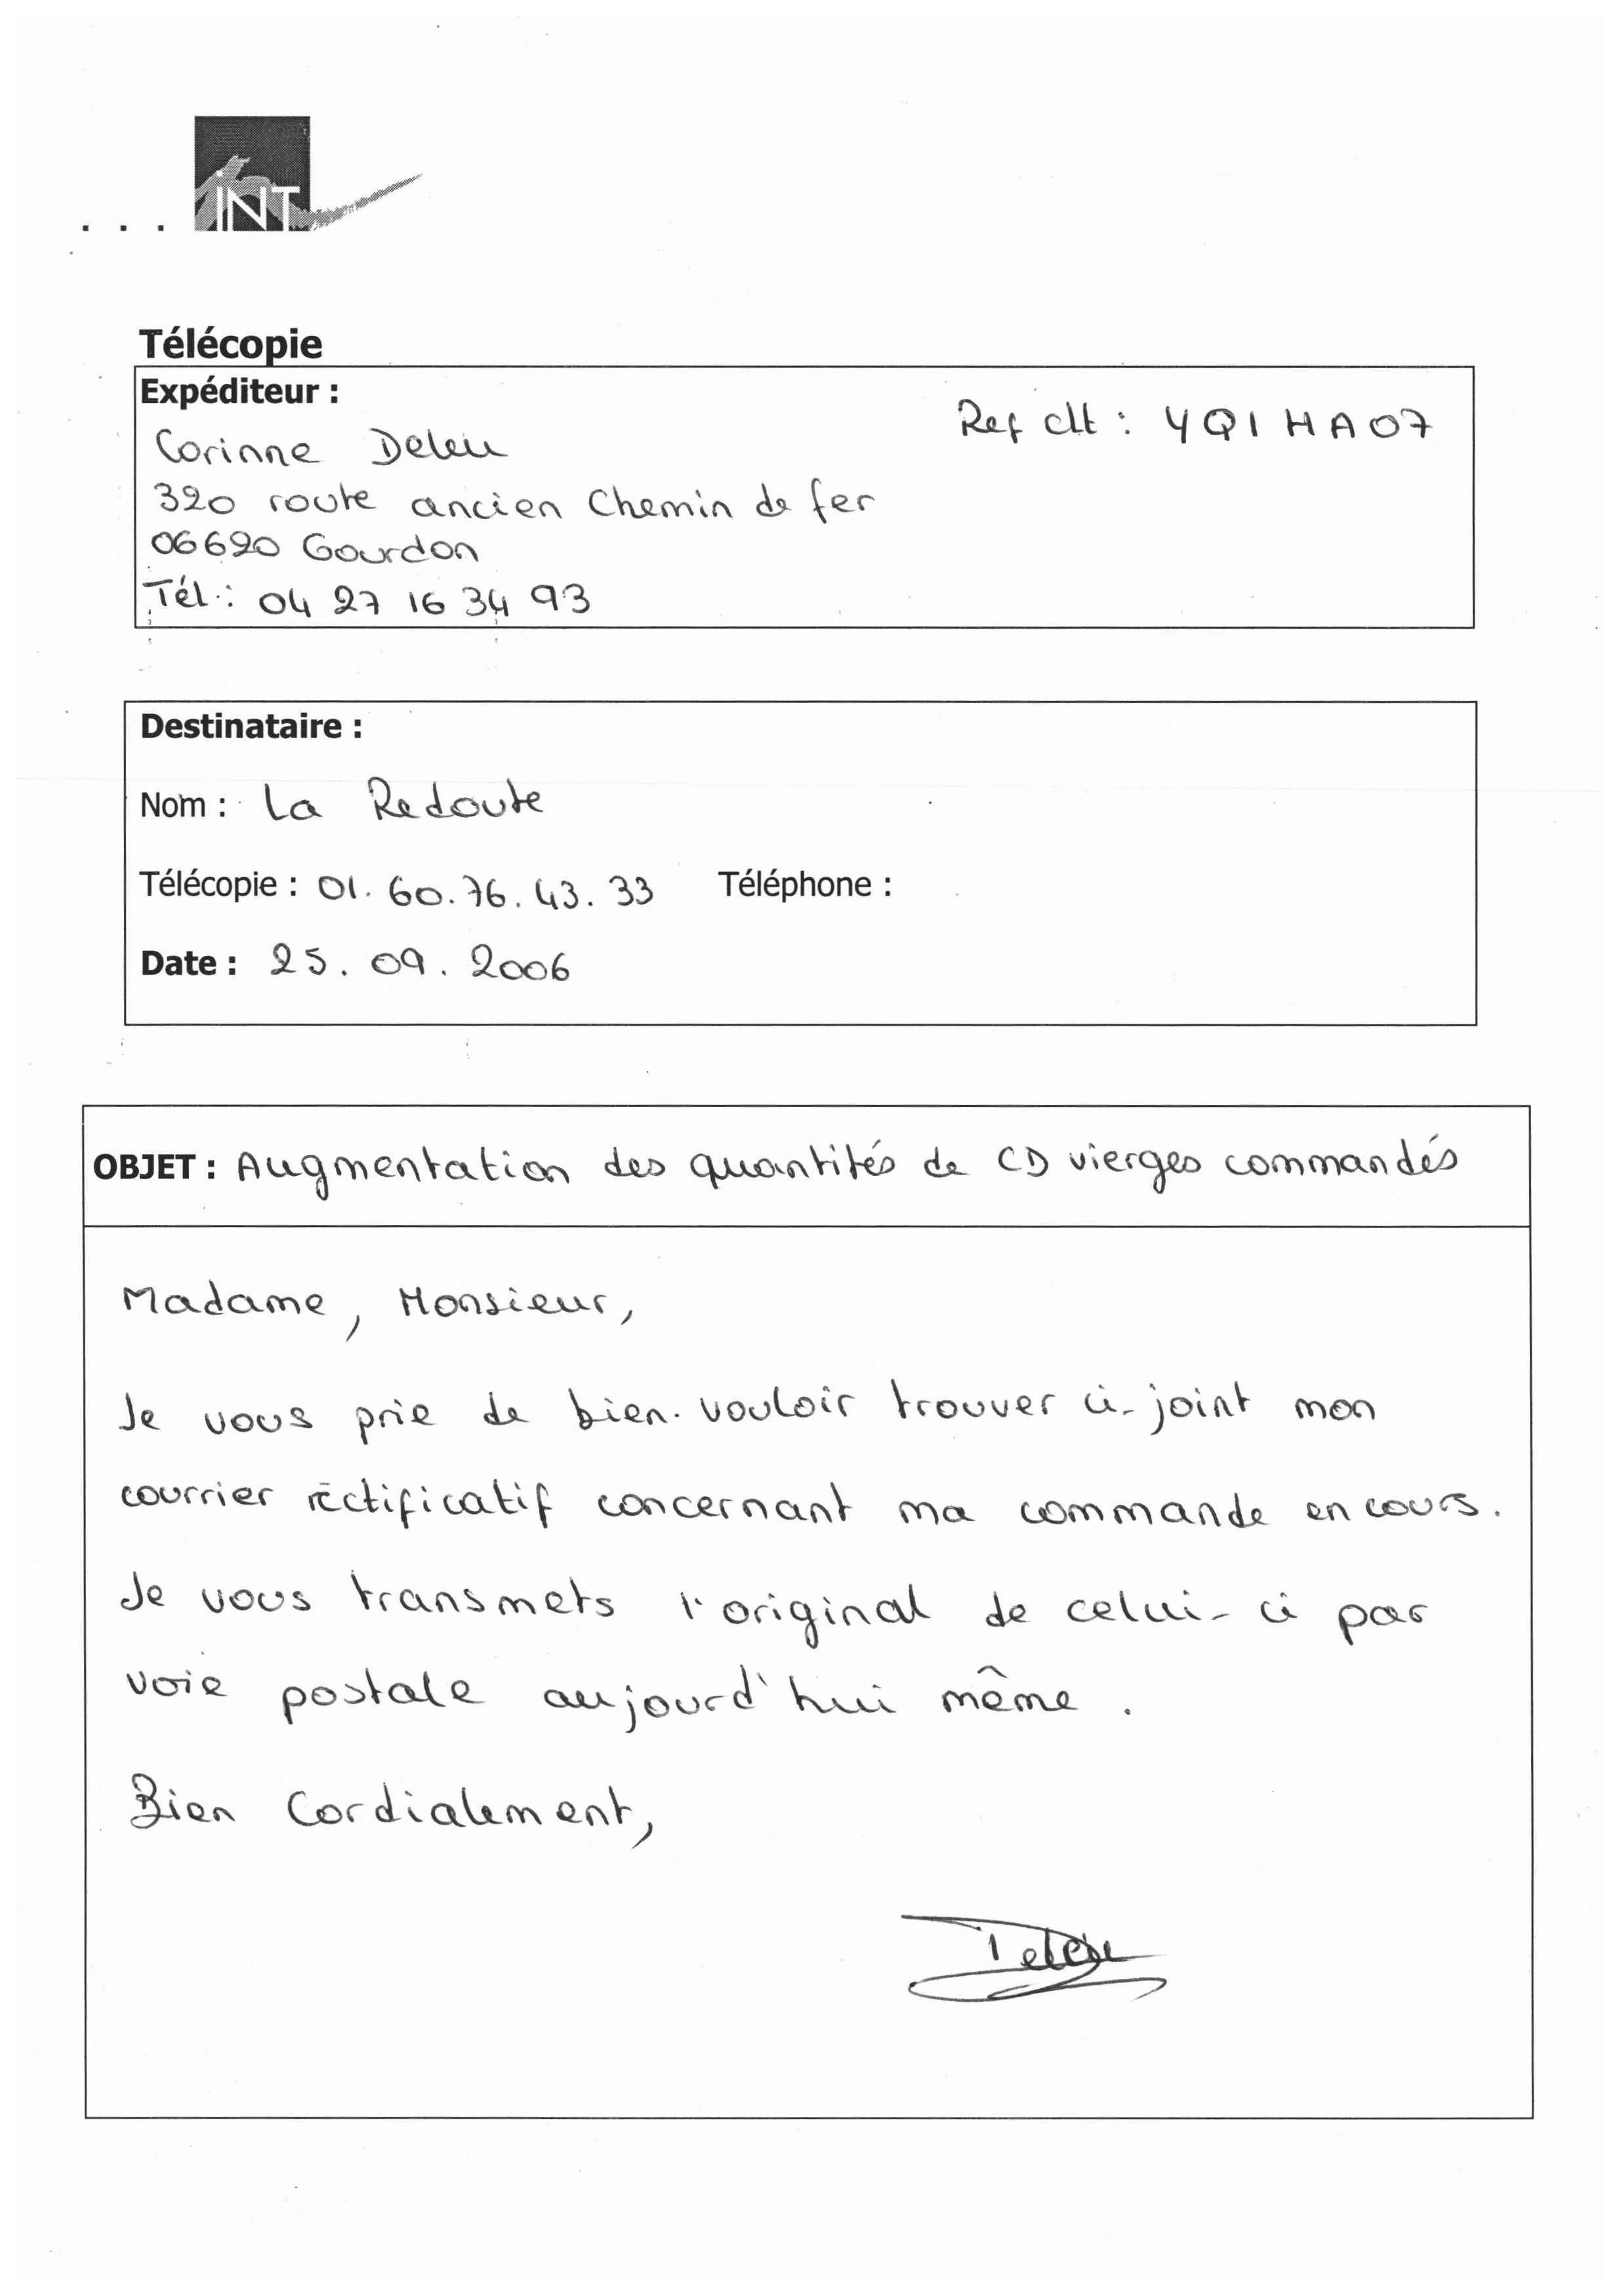 ... INT
Télécopie
Expéditeur :
Ref clt : YQIHA07
Corinne Deleu
320 route ancien Chemin de fer
06620 Gourdon
Tél : 04 27 16 34 93
Destinataire :
Nom : La Redoute
Télécopie : 01. 60. 76. 43. 33 Téléphone :
Date : 25. 09. 2006
OBJET : Augmentation des quantités de CD vierges commandés
Madame, Monsieur,
Je vous prie de bien vouloir trouver ci-joint mon
courrier réctificatif concernant ma commande en cours.
Je vous transmets l'original de celui-ci par
voie postale aujourd'hui même.
Bien Cordialement,
Deleu